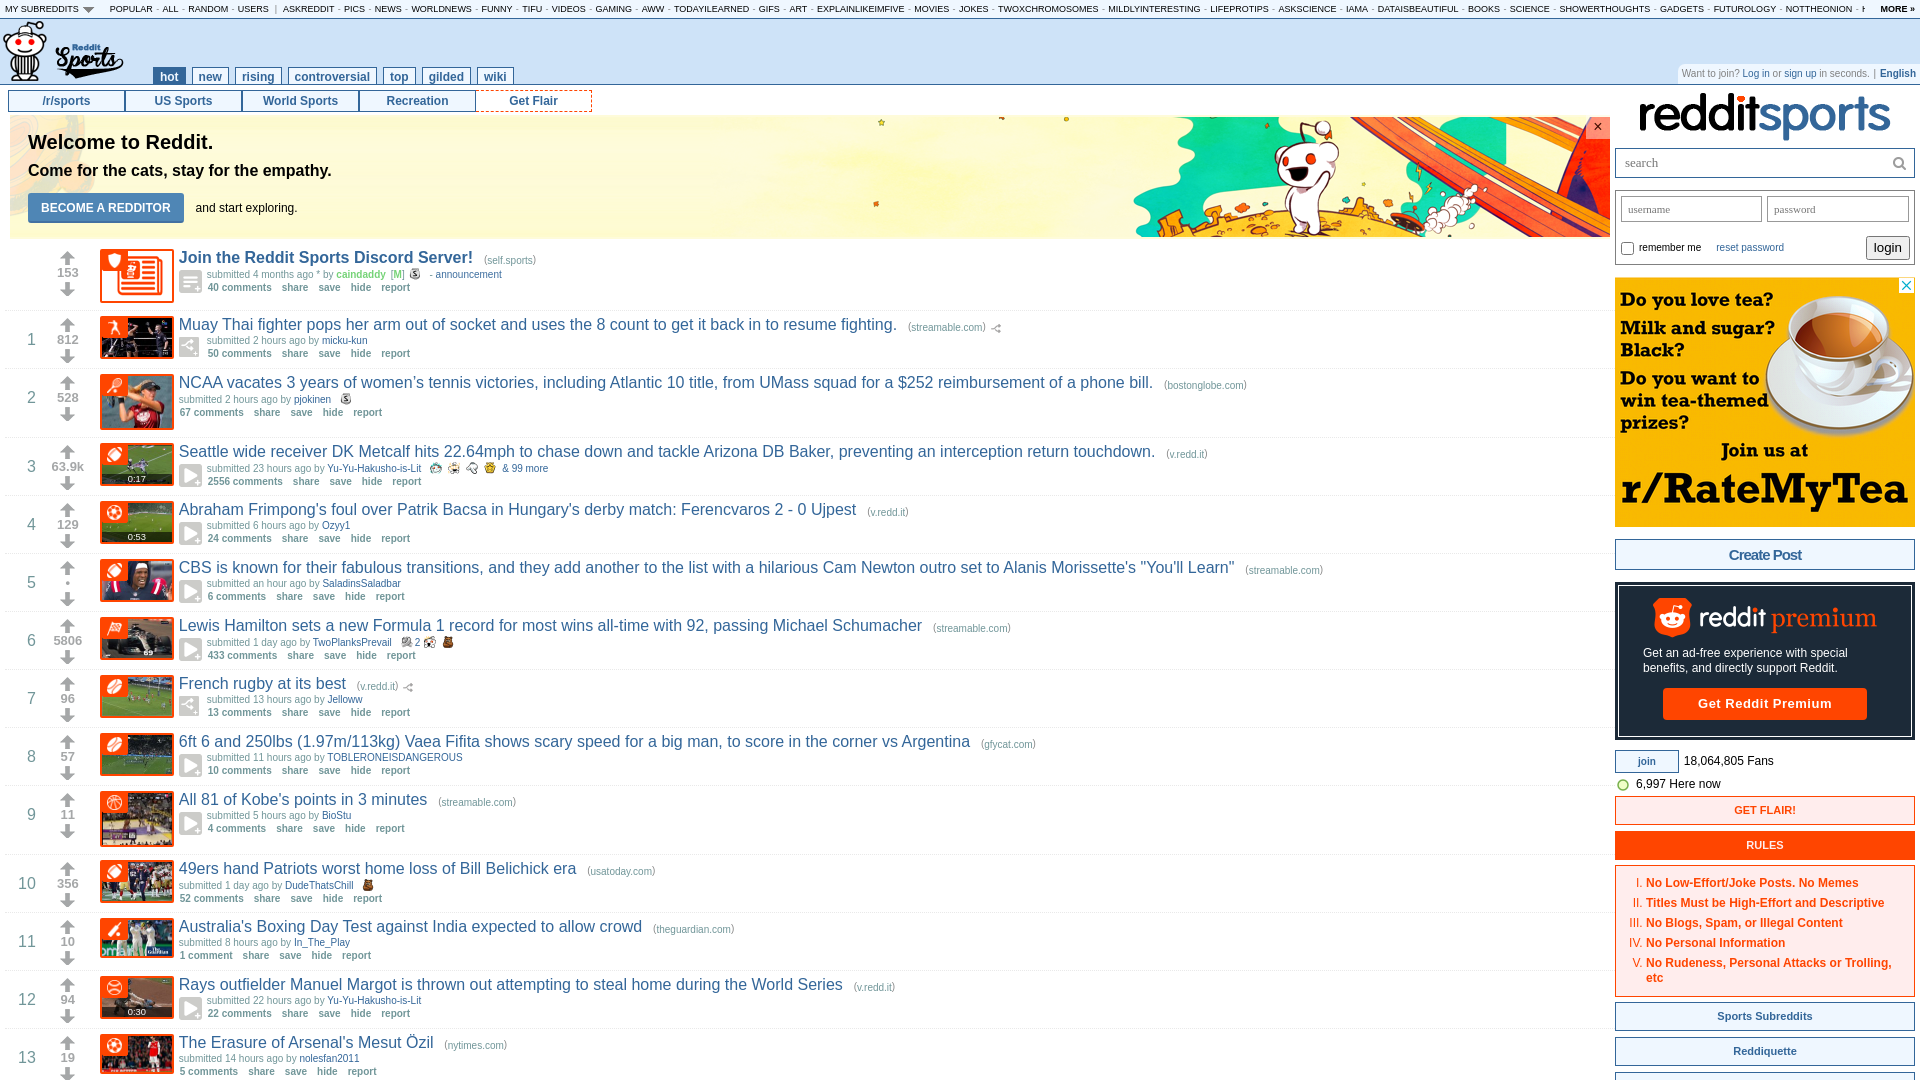 MY SUBREDDITS POPULAR - ALL - RANDOM - USERS | ASKREDDIT - PICS - NEWS - WORLDNEWS - FUNNY - TIFU - VIDEOS - GAMING - AWW - TODAYILEARNED - GIFS - ART - EXPLAINLIKEIMFIVE - MOVIES - JOKES - TWOXCHROMOSOMES - MILDLYINTERESTING - LIFEPROTIPS - ASKSCIENCE - IAMA - DATAISBEAUTIFUL - BOOKS - SCIENCE - SHOWERTHOUGHTS - GADGETS - FUTUROLOGY - NOTTHEONION - MORE »
Reddit
Sports
hot new rising controversial top gilded wiki
Want to join? Log in or sign up in seconds. | English
/r/sports US Sports World Sports Recreation Get Flair
redditsports
Welcome to Reddit.
Come for the cats, stay for the empathy.
BECOME A REDDITOR and start exploring.
×
search
username password
remember me reset password login
153
Join the Reddit Sports Discord Server! (self.sports)
submitted 4 months ago * by caindaddy [M] - announcement
40 comments share save hide report
1 812
Muay Thai fighter pops her arm out of socket and uses the 8 count to get it back in to resume fighting. (streamable.com)
submitted 2 hours ago by micku-kun
50 comments share save hide report
2 528
NCAA vacates 3 years of women’s tennis victories, including Atlantic 10 title, from UMass squad for a $252 reimbursement of a phone bill. (bostonglobe.com)
submitted 2 hours ago by pjokinen
67 comments share save hide report
3 63.9k
0:17
Seattle wide receiver DK Metcalf hits 22.64mph to chase down and tackle Arizona DB Baker, preventing an interception return touchdown. (v.redd.it)
submitted 23 hours ago by Yu-Yu-Hakusho-is-Lit & 99 more
2556 comments share save hide report
4 129
0:53
Abraham Frimpong's foul over Patrik Bacsa in Hungary's derby match: Ferencvaros 2 - 0 Ujpest (v.redd.it)
submitted 6 hours ago by Ozyy1
24 comments share save hide report
5 •
CBS is known for their fabulous transitions, and they add another to the list with a hilarious Cam Newton outro set to Alanis Morissette's "You'll Learn" (streamable.com)
submitted an hour ago by SaladinsSaladbar
6 comments share save hide report
6 5806
Lewis Hamilton sets a new Formula 1 record for most wins all-time with 92, passing Michael Schumacher (streamable.com)
submitted 1 day ago by TwoPlanksPrevail 2
433 comments share save hide report
7 96
French rugby at its best (v.redd.it)
submitted 13 hours ago by Jelloww
13 comments share save hide report
8 57
6ft 6 and 250lbs (1.97m/113kg) Vaea Fifita shows scary speed for a big man, to score in the corner vs Argentina (gfycat.com)
submitted 11 hours ago by TOBLERONEISDANGEROUS
10 comments share save hide report
9 11
All 81 of Kobe's points in 3 minutes (streamable.com)
submitted 5 hours ago by BioStu
4 comments share save hide report
10 356
49ers hand Patriots worst home loss of Bill Belichick era (usatoday.com)
submitted 1 day ago by DudeThatsChill
52 comments share save hide report
11 10
Australia's Boxing Day Test against India expected to allow crowd (theguardian.com)
submitted 8 hours ago by In_The_Play
1 comment share save hide report
12 94
0:30
Rays outfielder Manuel Margot is thrown out attempting to steal home during the World Series (v.redd.it)
submitted 22 hours ago by Yu-Yu-Hakusho-is-Lit
22 comments share save hide report
13 19
The Erasure of Arsenal's Mesut Özil (nytimes.com)
submitted 14 hours ago by nolesfan2011
5 comments share save hide report
Do you love tea?
Milk and sugar?
Black?
Do you want to
win tea-themed
prizes?
Join us at
r/RateMyTea
Create Post
reddit premium
Get an ad-free experience with special
benefits, and directly support Reddit.
Get Reddit Premium
join 18,064,805 Fans
6,997 Here now
GET FLAIR!
RULES
I. No Low-Effort/Joke Posts. No Memes
II. Titles Must be High-Effort and Descriptive
III. No Blogs, Spam, or Illegal Content
IV. No Personal Information
V. No Rudeness, Personal Attacks or Trolling,
etc
Sports Subreddits
Reddiquette